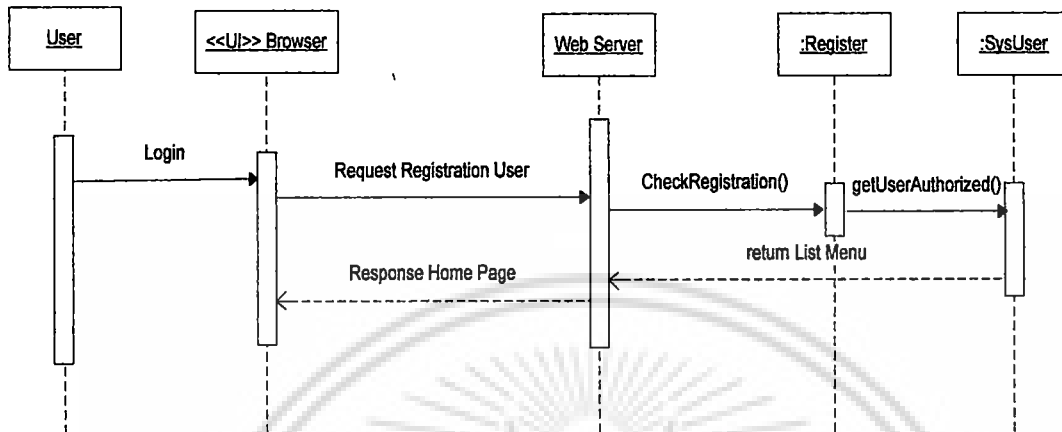 User
<<UI>> Browser
Web Server
:Register
:SysUser
Login
Request Registration User
CheckRegistration()
getUserAuthorized()
return List Menu
Response Home Page